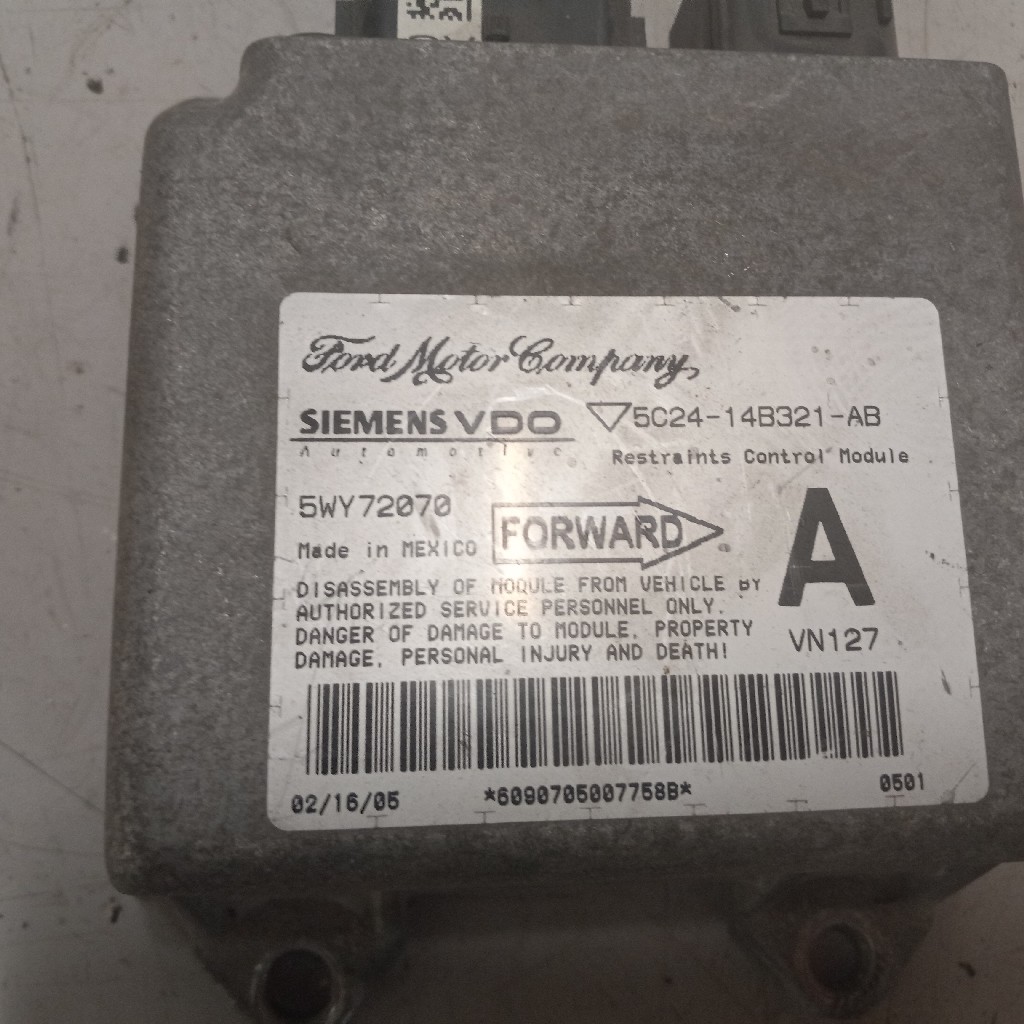 Ford Motor Company
SIEMENS VDO
Automotive
5C24-14B321-AB
Restraints Control Module
5WY72070
Made in MEXICO
FORWARD
A
DISASSEMBLY OF MODULE FROM VEHICLE BY
AUTHORIZED SERVICE PERSONNEL ONLY.
DANGER OF DAMAGE TO MODULE, PROPERTY
DAMAGE, PERSONAL INJURY AND DEATH!
VN127
02/16/05
*6090705007758B*
0501